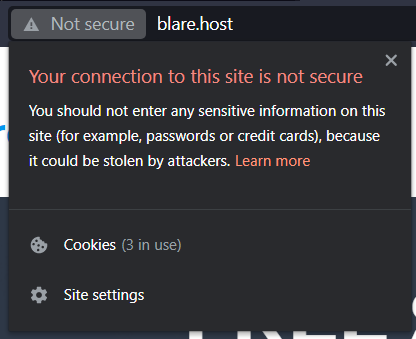 Not secure blare.host
Your connection to this site is not secure
You should not enter any sensitive information on this
site (for example, passwords or credit cards), because
it could be stolen by attackers. Learn more
Cookies (3 in use)
Site settings